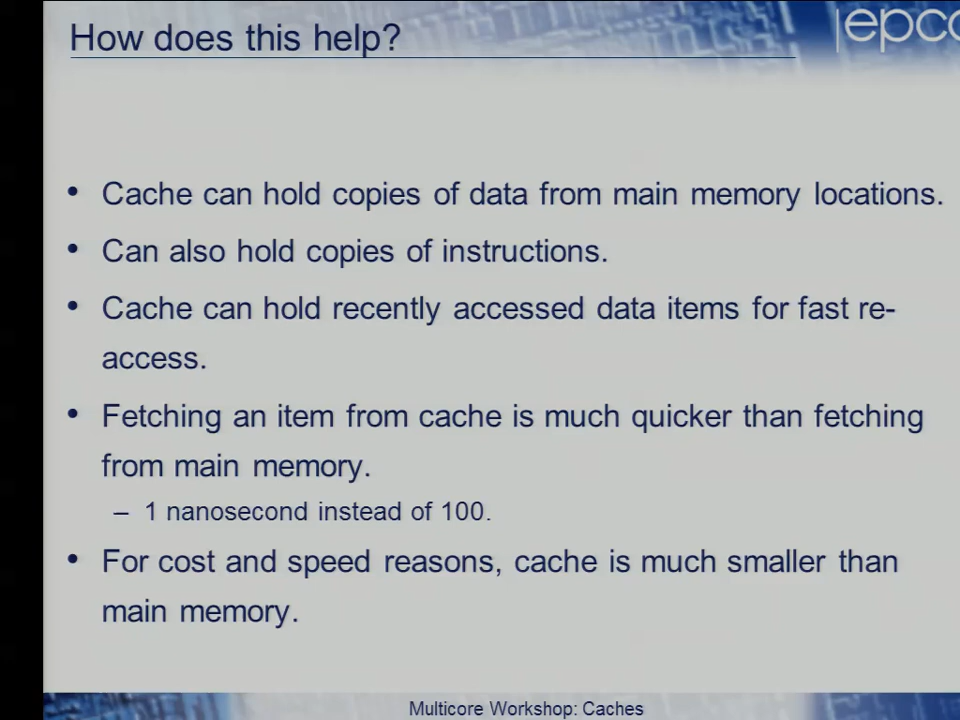 How does this help?
|epcc
• Cache can hold copies of data from main memory locations.
• Can also hold copies of instructions.
• Cache can hold recently accessed data items for fast re-
access.
• Fetching an item from cache is much quicker than fetching
from main memory.
– 1 nanosecond instead of 100.
• For cost and speed reasons, cache is much smaller than
main memory.
Multicore Workshop: Caches